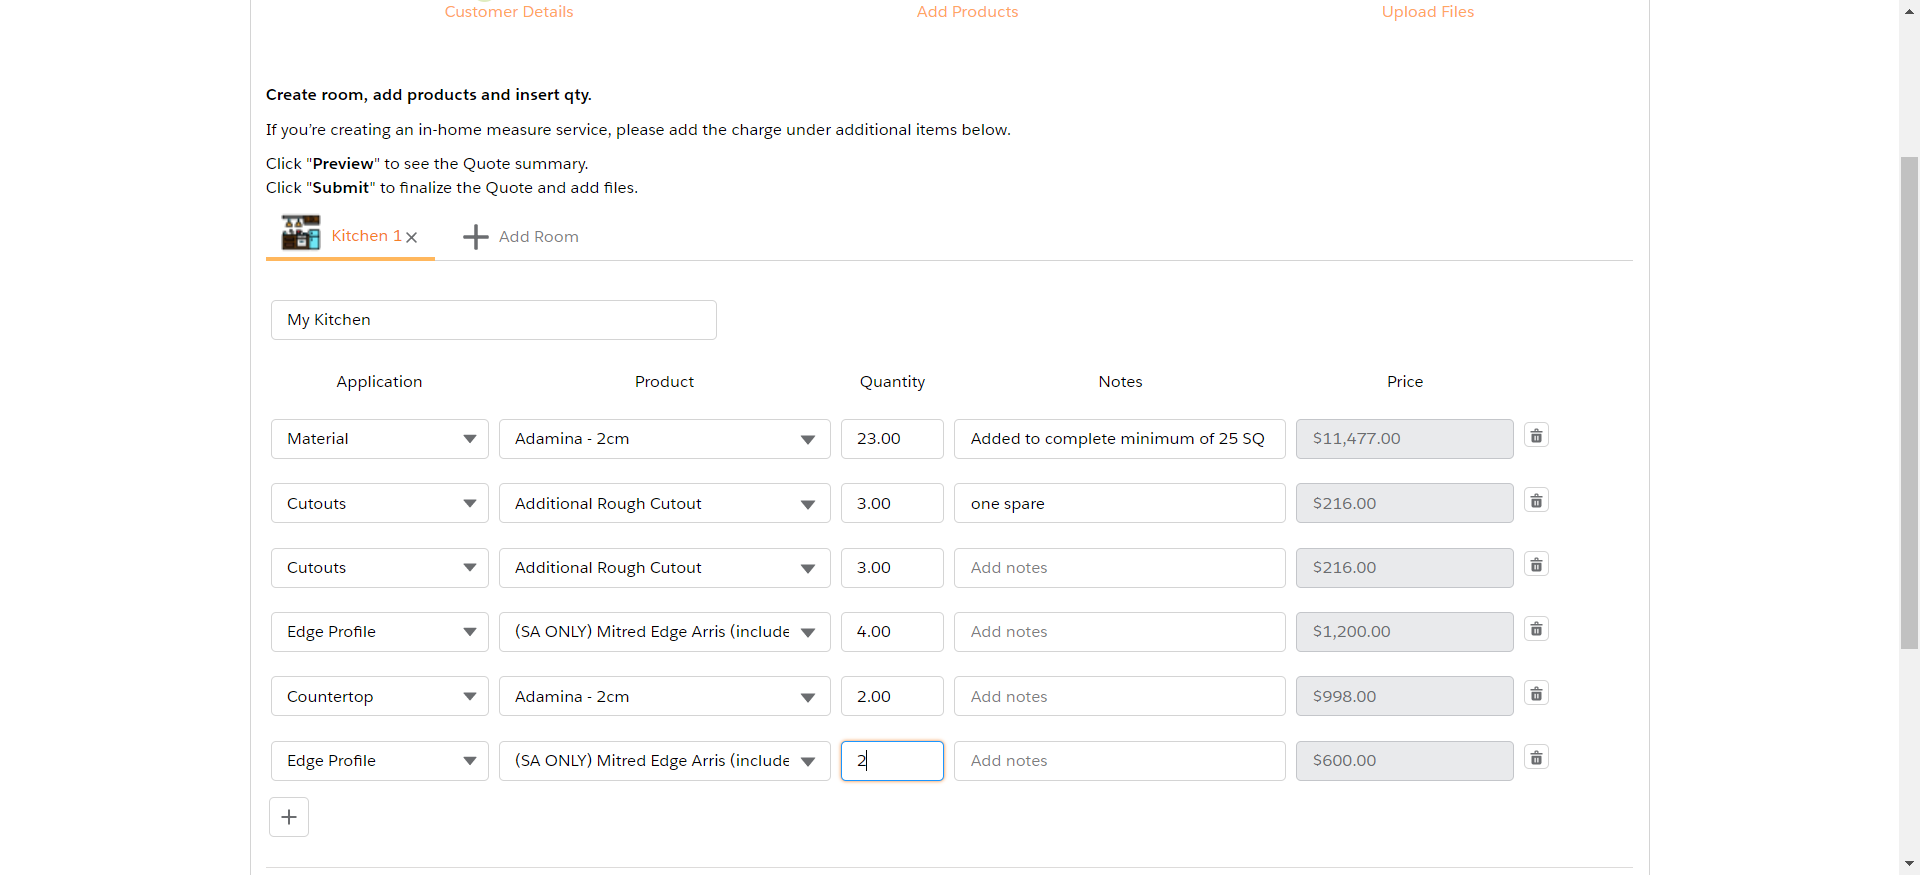 Customer Details Add Products Upload Files
Create room, add products and insert qty.
If you're creating an in-home measure service, please add the charge under additional items below.
Click "Preview" to see the Quote summary.
Click "Submit" to finalize the Quote and add files.
Kitchen 1 Add Room
My Kitchen
Application Product Quantity Notes Price
Material Adamina - 2cm 23.00 Added to complete minimum of 25 SQ $11,477.00
Cutouts Additional Rough Cutout 3.00 one spare $216.00
Cutouts Additional Rough Cutout 3.00 Add notes $216.00
Edge Profile (SA ONLY) Mitred Edge Arris (include 4.00 Add notes $1,200.00
Countertop Adamina - 2cm 2.00 Add notes $998.00
Edge Profile (SA ONLY) Mitred Edge Arris (include 2 Add notes $600.00